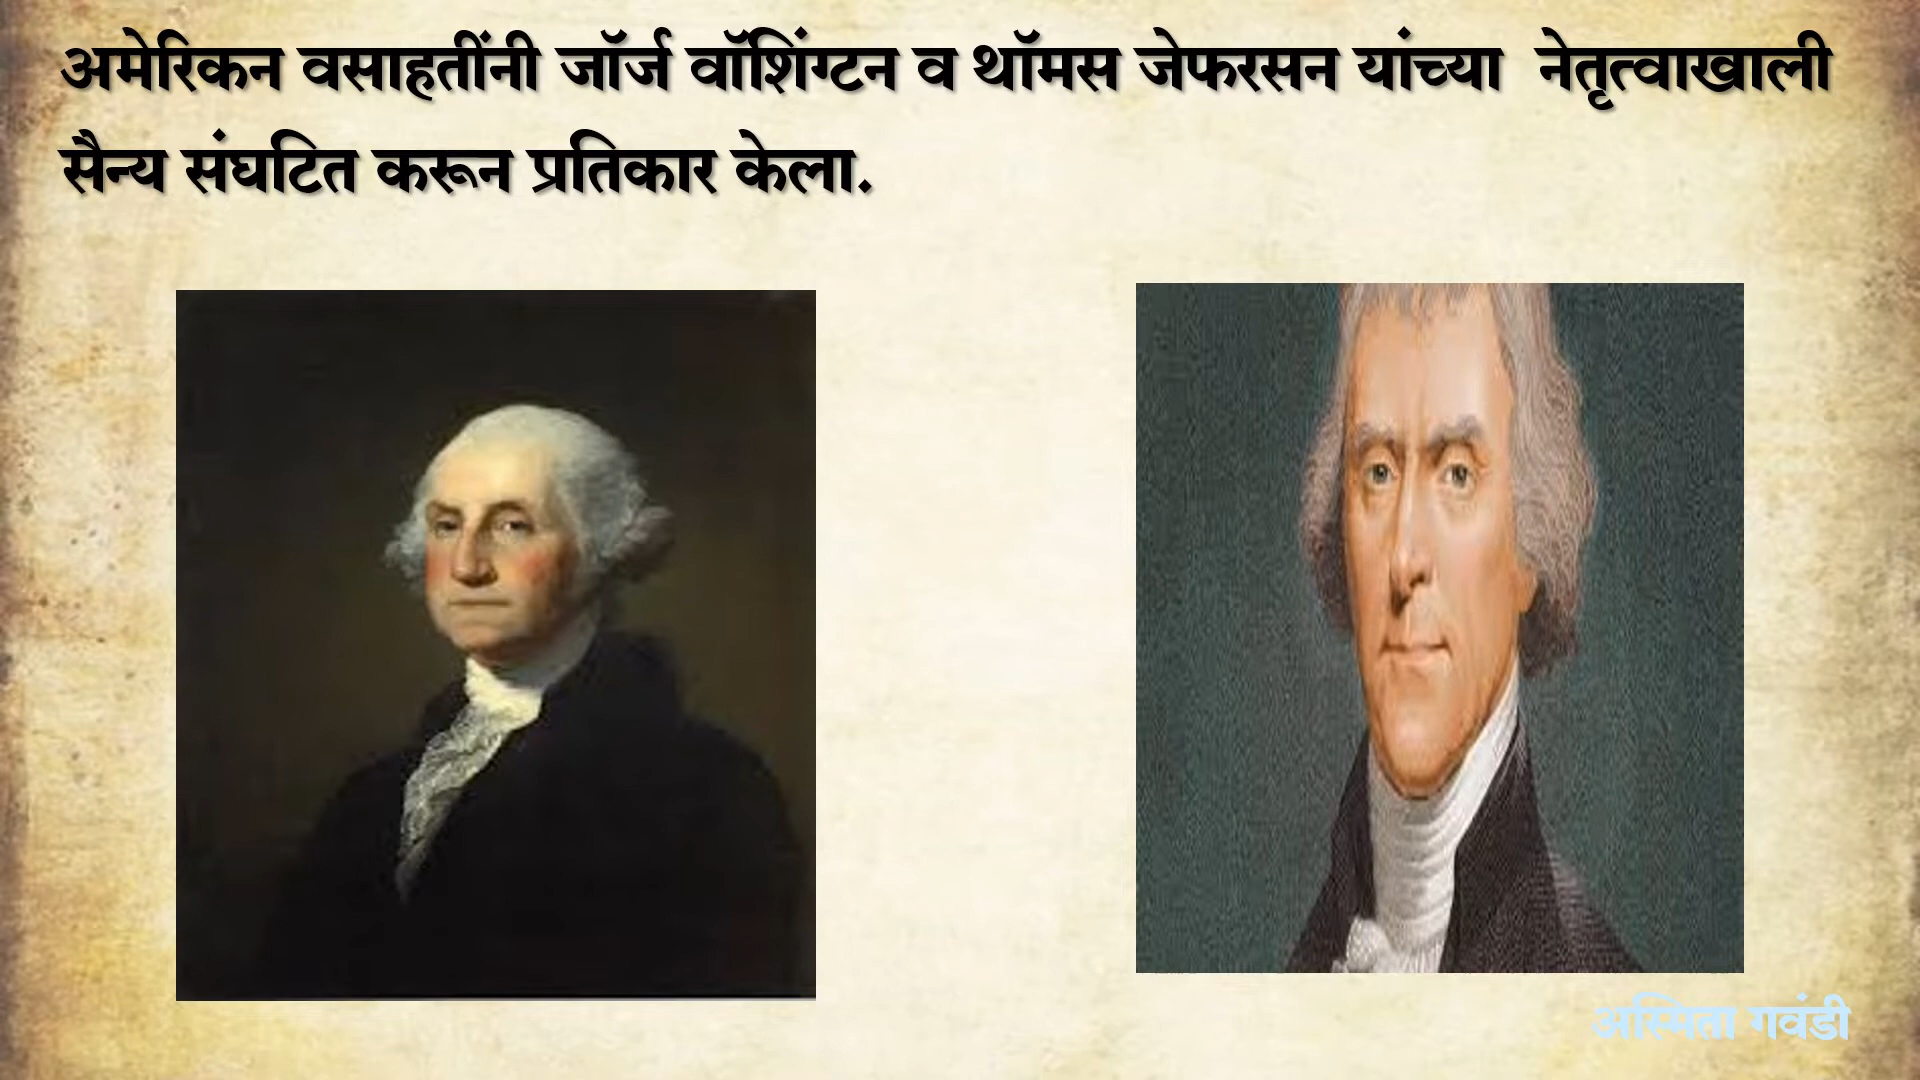 अमेरिकन वसाहतींनी जॉर्ज वॉशिंग्टन व थॉमस जेफरसन यांच्या नेतृत्वाखाली
सैन्य संघटित करून प्रतिकार केला.
अस्मिता गवंडी